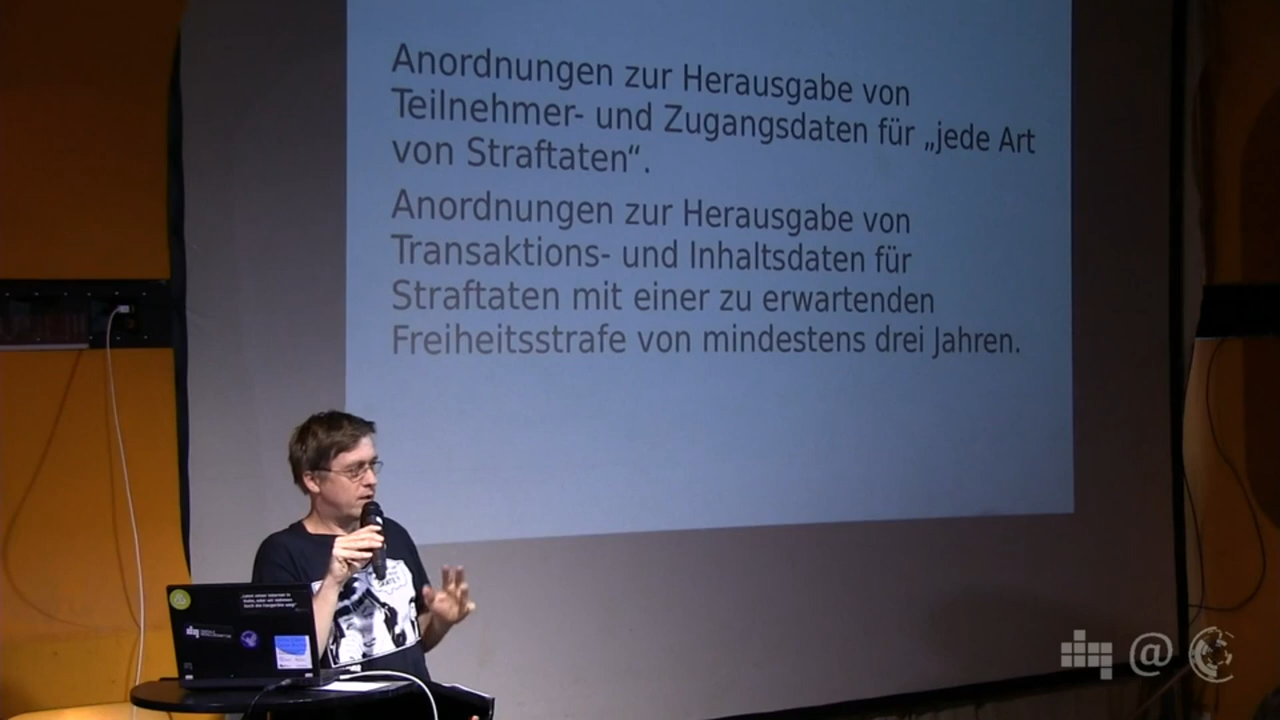 Anordnungen zur Herausgabe von
Teilnehmer- und Zugangsdaten für „jede Art
von Straftaten“.
Anordnungen zur Herausgabe von
Transaktions- und Inhaltsdaten für
Straftaten mit einer zu erwartenden
Freiheitsstrafe von mindestens drei Jahren.
@